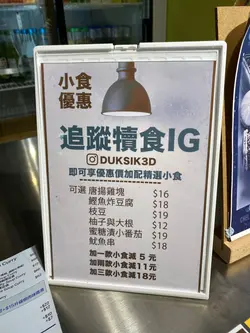 小食
優惠
追蹤犢食IG
DUKSIK3D
即可享優惠價加配精選小食
可選 唐揚雞塊 $16
鰹魚炸豆腐 $18
枝豆 $19
柚子與大根 $12
蜜糖漬小番茄 $19
魷魚串 $18
加一款小食減 5 元
加兩款小食減11元
加三款小食減18元